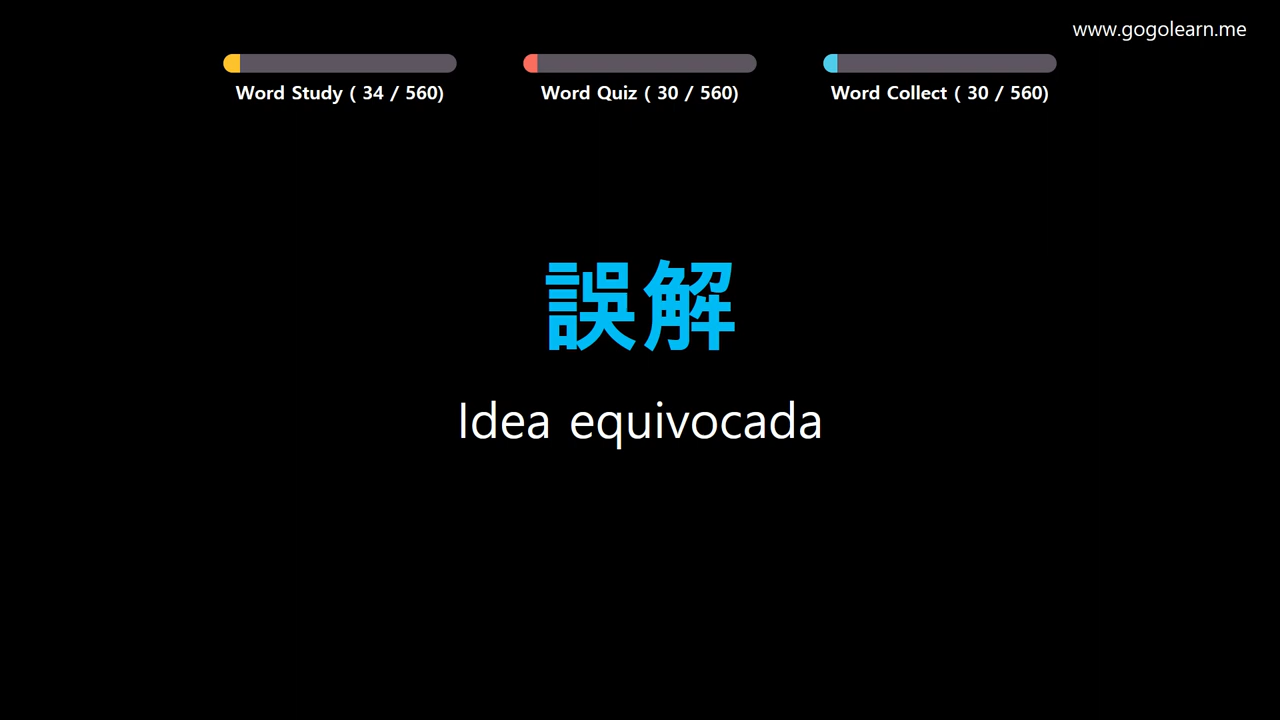 www.gogolearn.me
Word Study ( 34 / 560)
Word Quiz ( 30 / 560)
Word Collect ( 30 / 560)
誤解
Idea equivocada